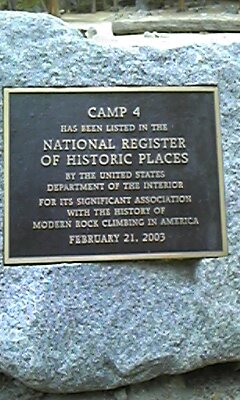 CAMP 4
HAS BEEN LISTED IN THE
NATIONAL REGISTER
OF HISTORIC PLACES
BY THE UNITED STATES
DEPARTMENT OF THE INTERIOR
FOR ITS SIGNIFICANT ASSOCIATION
WITH THE HISTORY OF
MODERN ROCK CLIMBING IN AMERICA
FEBRUARY 21, 2003